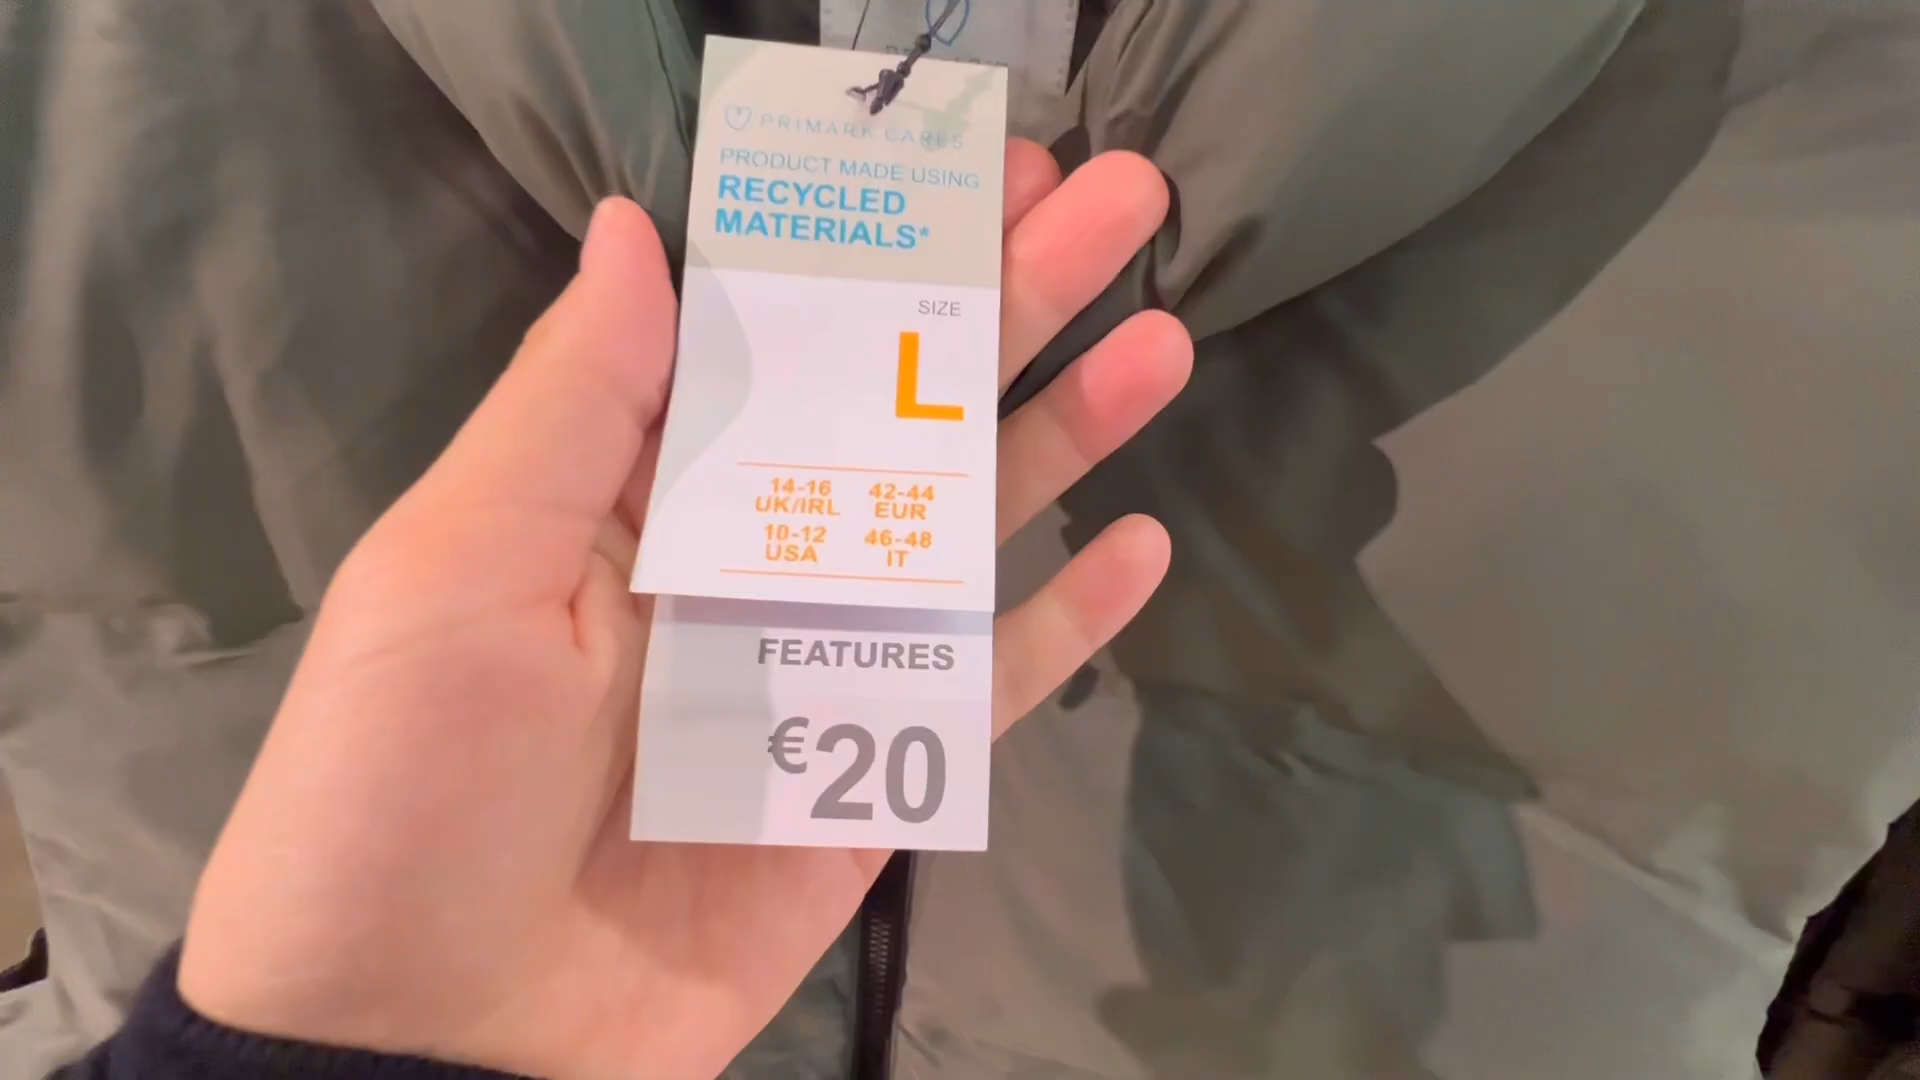 PRIMARK CARES
PRODUCT MADE USING
RECYCLED
MATERIALS*
SIZE
L
14-16
UK/IRL
42-44
EUR
10-12
USA
46-48
IT
FEATURES
€20